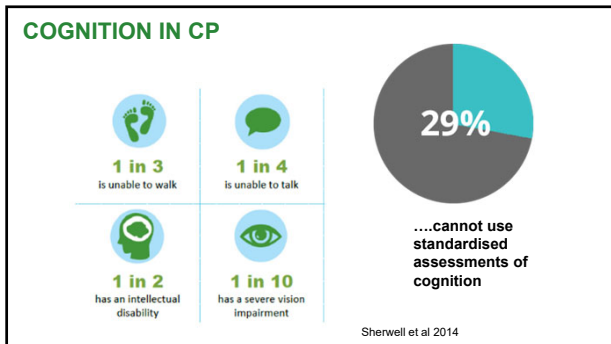 COGNITION IN CP
1 in 3
is unable to walk
1 in 4
is unable to talk
1 in 2
has an intellectual
disability
1 in 10
has a severe vision
impairment
29%
....cannot use
standardised
assessments of
cognition
Sherwell et al 2014